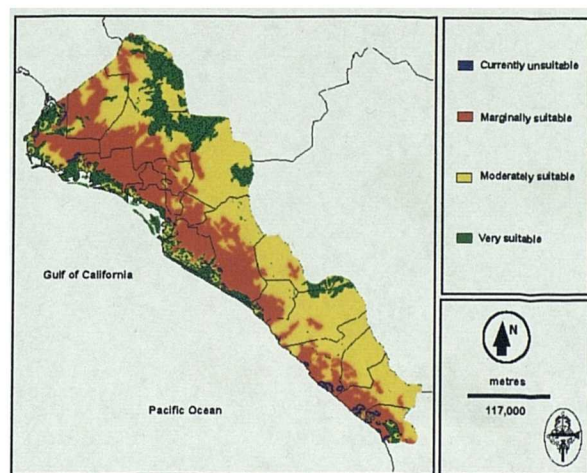 Currently unsuitable
Marginally suitable
Moderately suitable
Very suitable
Gulf of California
Pacific Ocean
N
metres
117,000